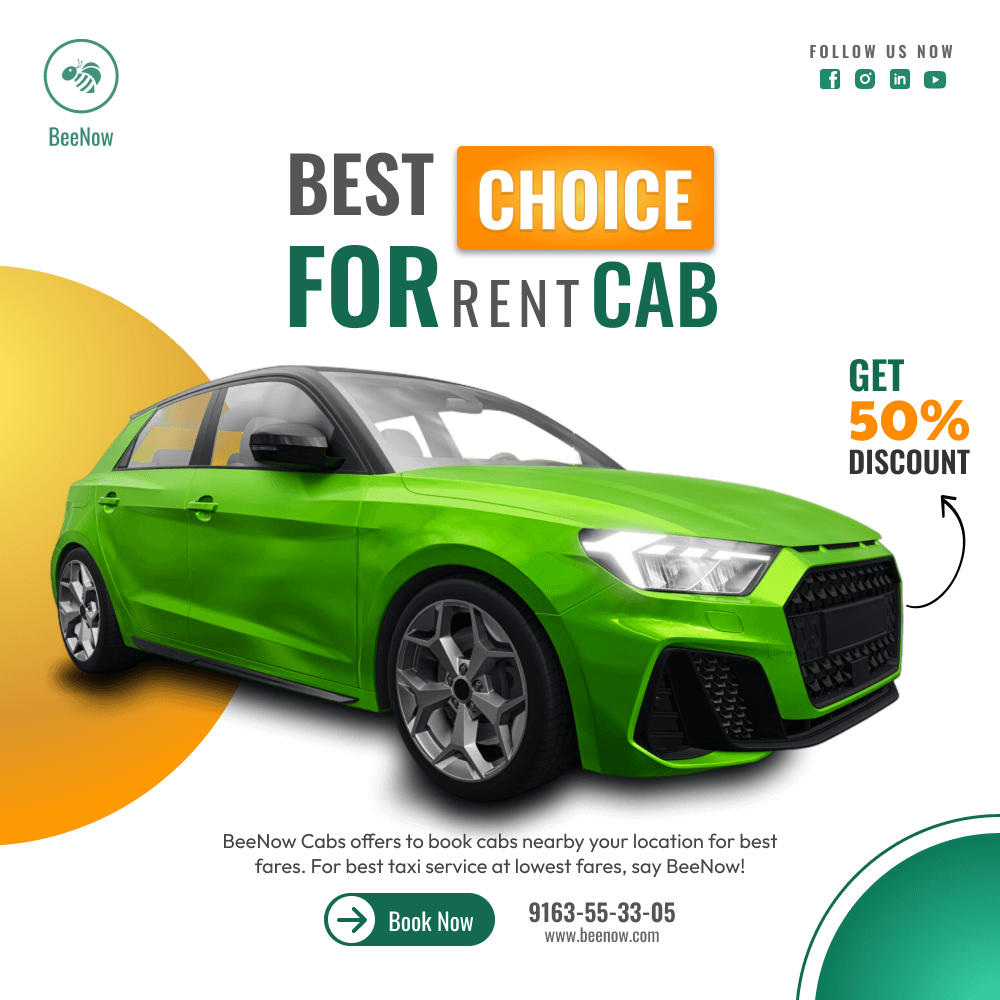 BeeNow
FOLLOW US NOW
BEST CHOICE
FOR RENT CAB
GET
50%
DISCOUNT
BeeNow Cabs offers to book cabs nearby your location for best
fares. For best taxi service at lowest fares, say BeeNow!
Book Now
9163-55-33-05
www.beenow.com